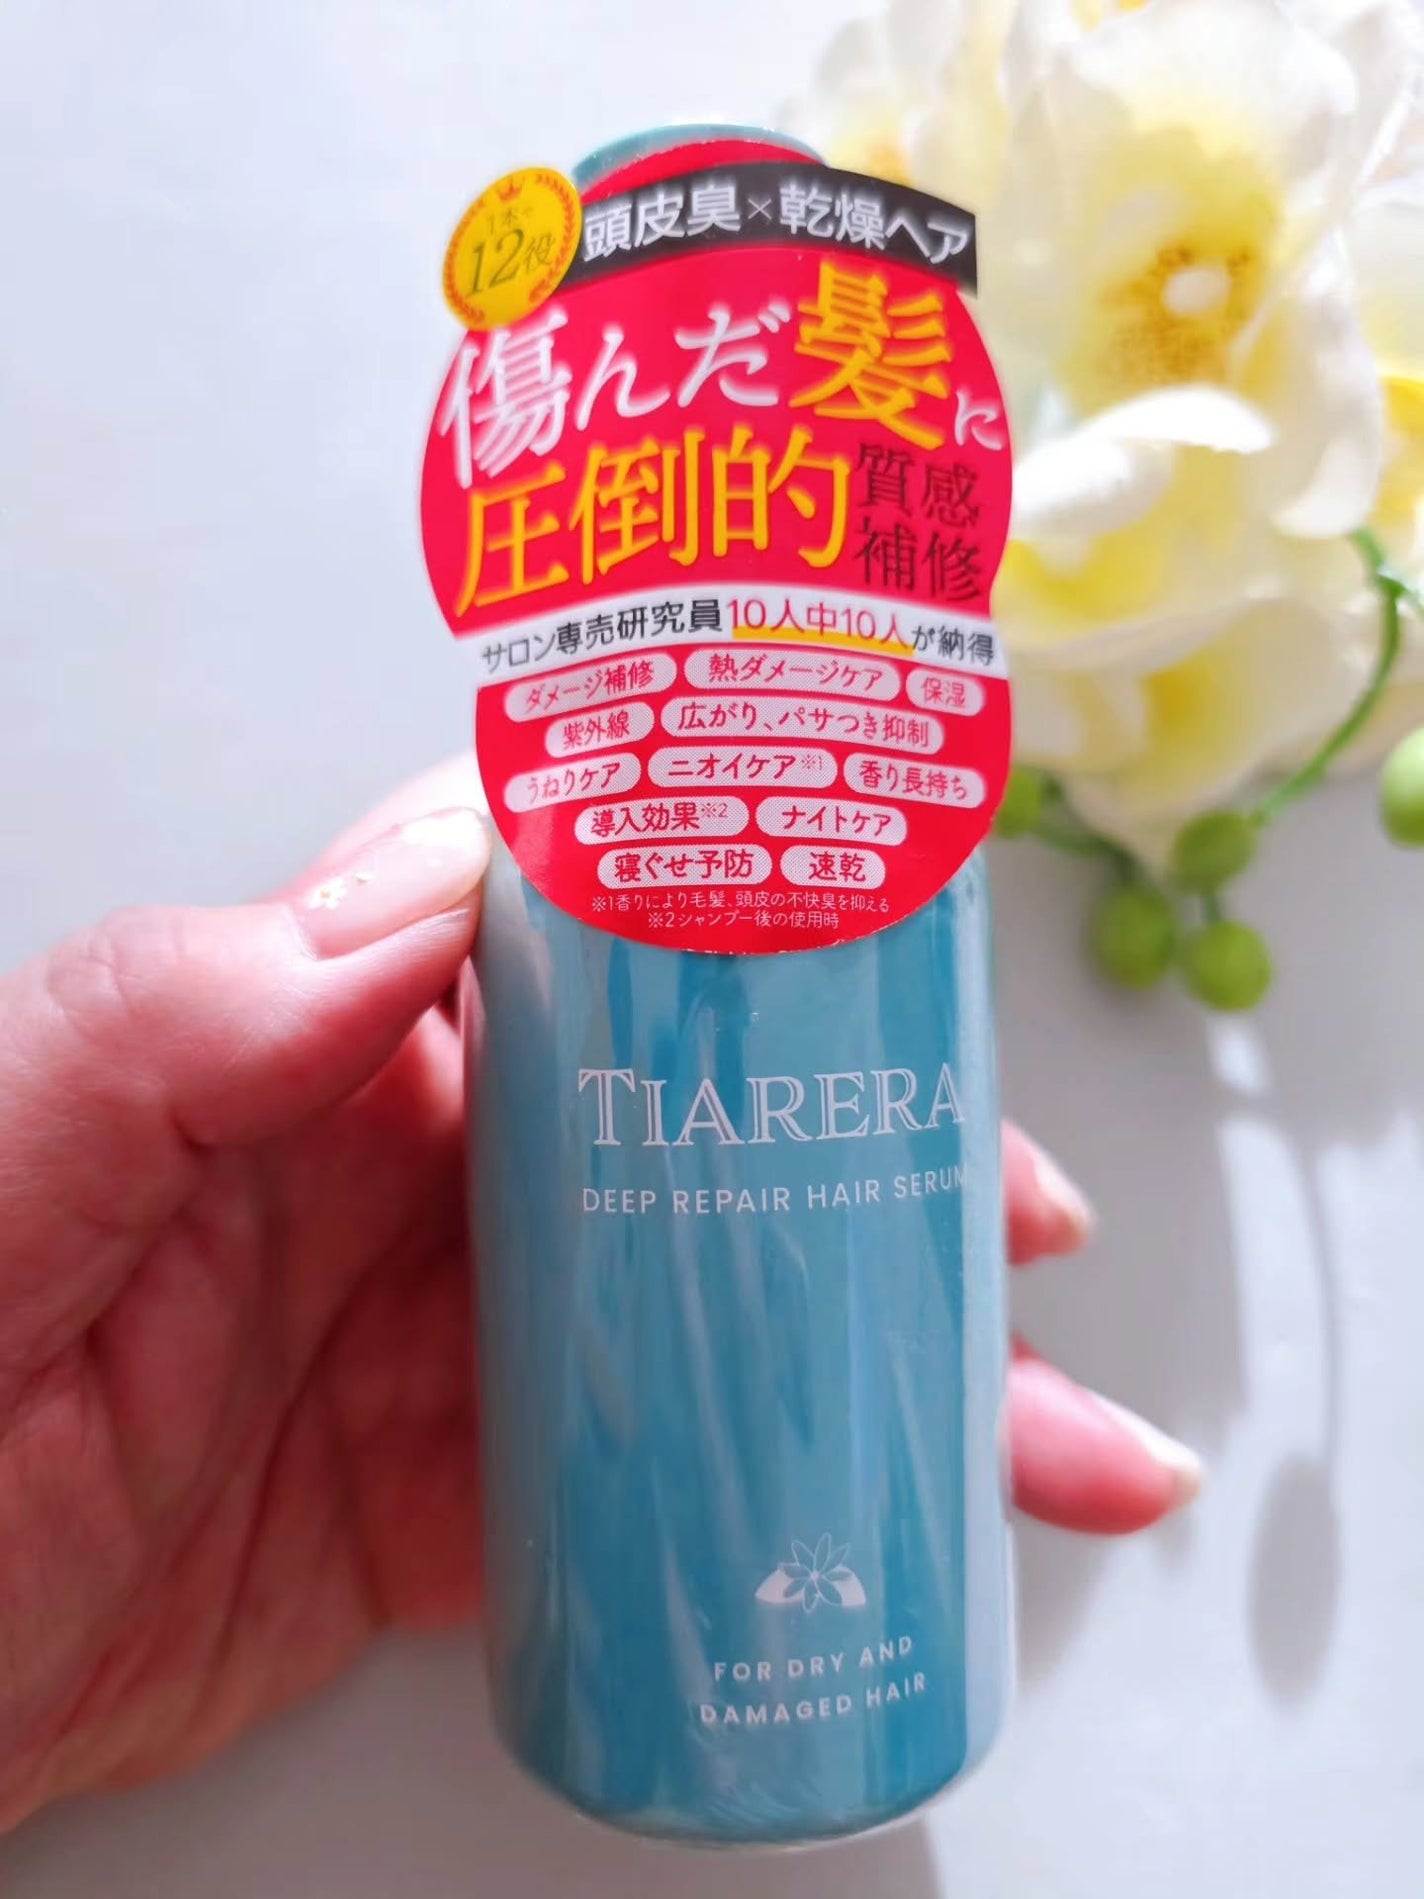 1本で
12役
頭皮臭×乾燥ヘア
傷んだ髪に
圧倒的質感
補修
サロン専売研究員10人中10人が納得
ダメージ補修 熱ダメージケア 保湿
紫外線 広がり、パサつき抑制
うねりケア ニオイケア※1 香り長持ち
導入効果※2 ナイトケア
寝ぐせ予防 速乾
※1香りにより毛髪、頭皮の不快臭を抑える
※2シャンプー後の使用時
TIARERA
DEEP REPAIR HAIR SERUM
FOR DRY AND
DAMAGED HAIR